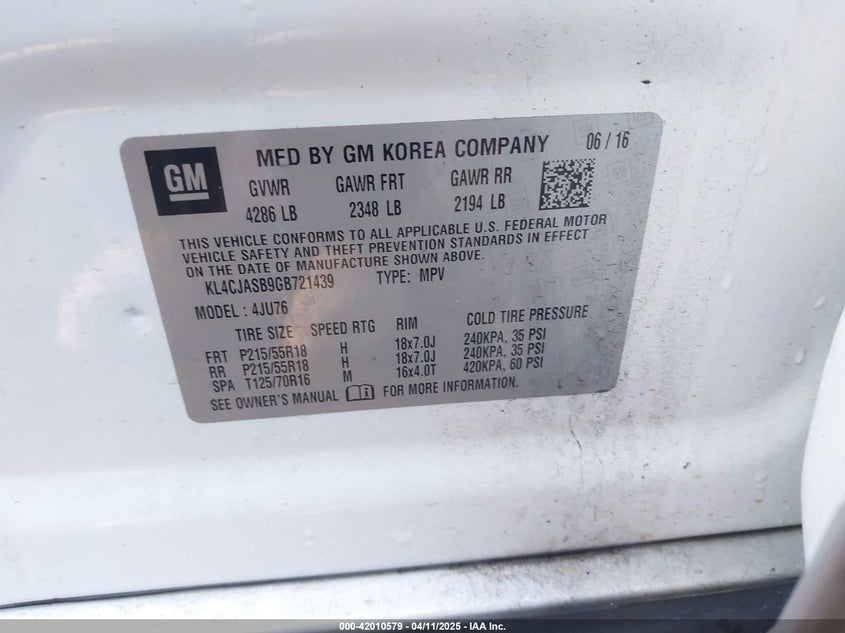 GM MFD BY GM KOREA COMPANY 06 / 16
GVWR GAWR FRT GAWR RR
4286 LB 2348 LB 2194 LB
THIS VEHICLE CONFORMS TO ALL APPLICABLE U.S. FEDERAL MOTOR
VEHICLE SAFETY AND THEFT PREVENTION STANDARDS IN EFFECT
ON THE DATE OF MANUFACTURE SHOWN ABOVE.
KL4CJASB9GB721439 TYPE: MPV
MODEL : 4JU76
TIRE SIZE SPEED RTG RIM COLD TIRE PRESSURE
FRT P215/55R18 H 18x7.0J 240KPA, 35 PSI
RR P215/55R18 H 18x7.0J 240KPA, 35 PSI
SPA T125/70R16 M 16x4.0T 420KPA, 60 PSI
SEE OWNER'S MANUAL FOR MORE INFORMATION.
000-42010579 - 04/11/2025 - IAA Inc.